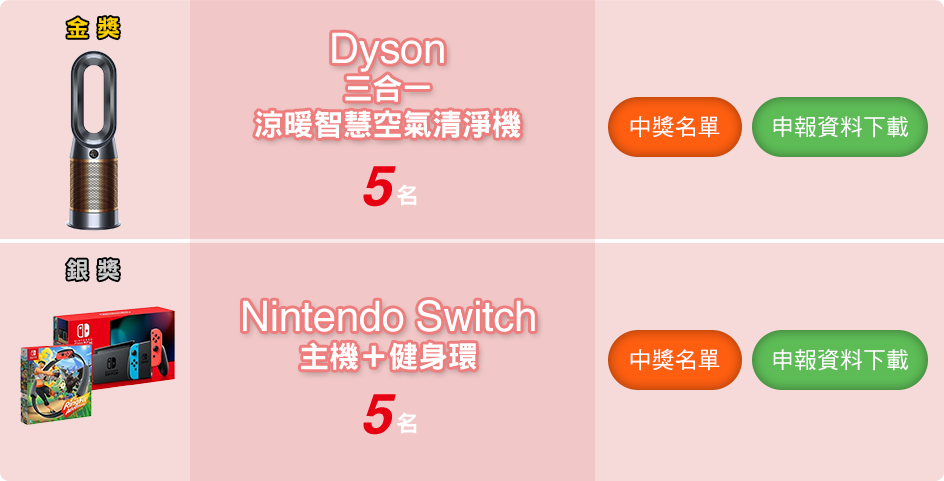 金獎
Dyson
三合一
涼暖智慧空氣清淨機
5名
中獎名單
申報資料下載
銀獎
Nintendo Switch
主機＋健身環
5名
中獎名單
申報資料下載